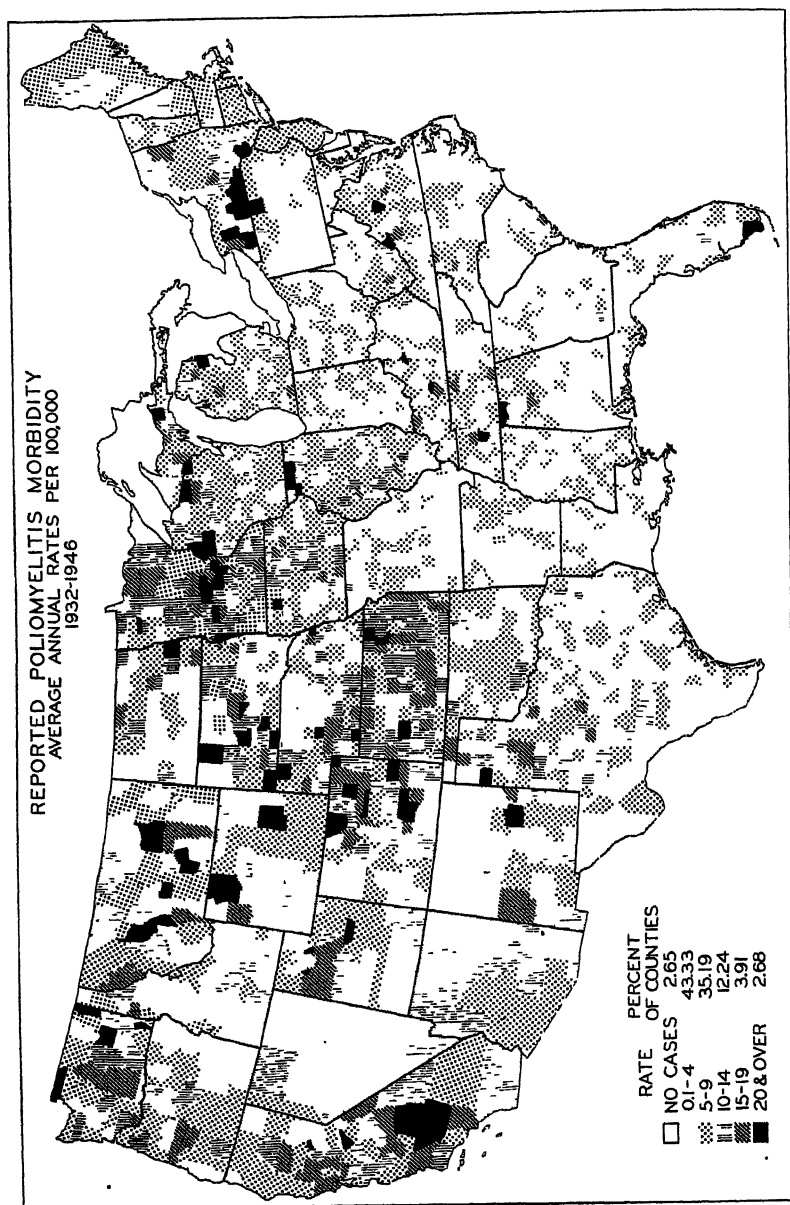 REPORTED POLIOMYELITIS MORBIDITY
AVERAGE ANNUAL RATES PER 100,000
1932-1946
RATE PERCENT OF COUNTIES
NO CASES 2.65
0.1-4 43.33
5-9 35.19
10-14 12.24
15-19 3.91
20 & OVER 2.68